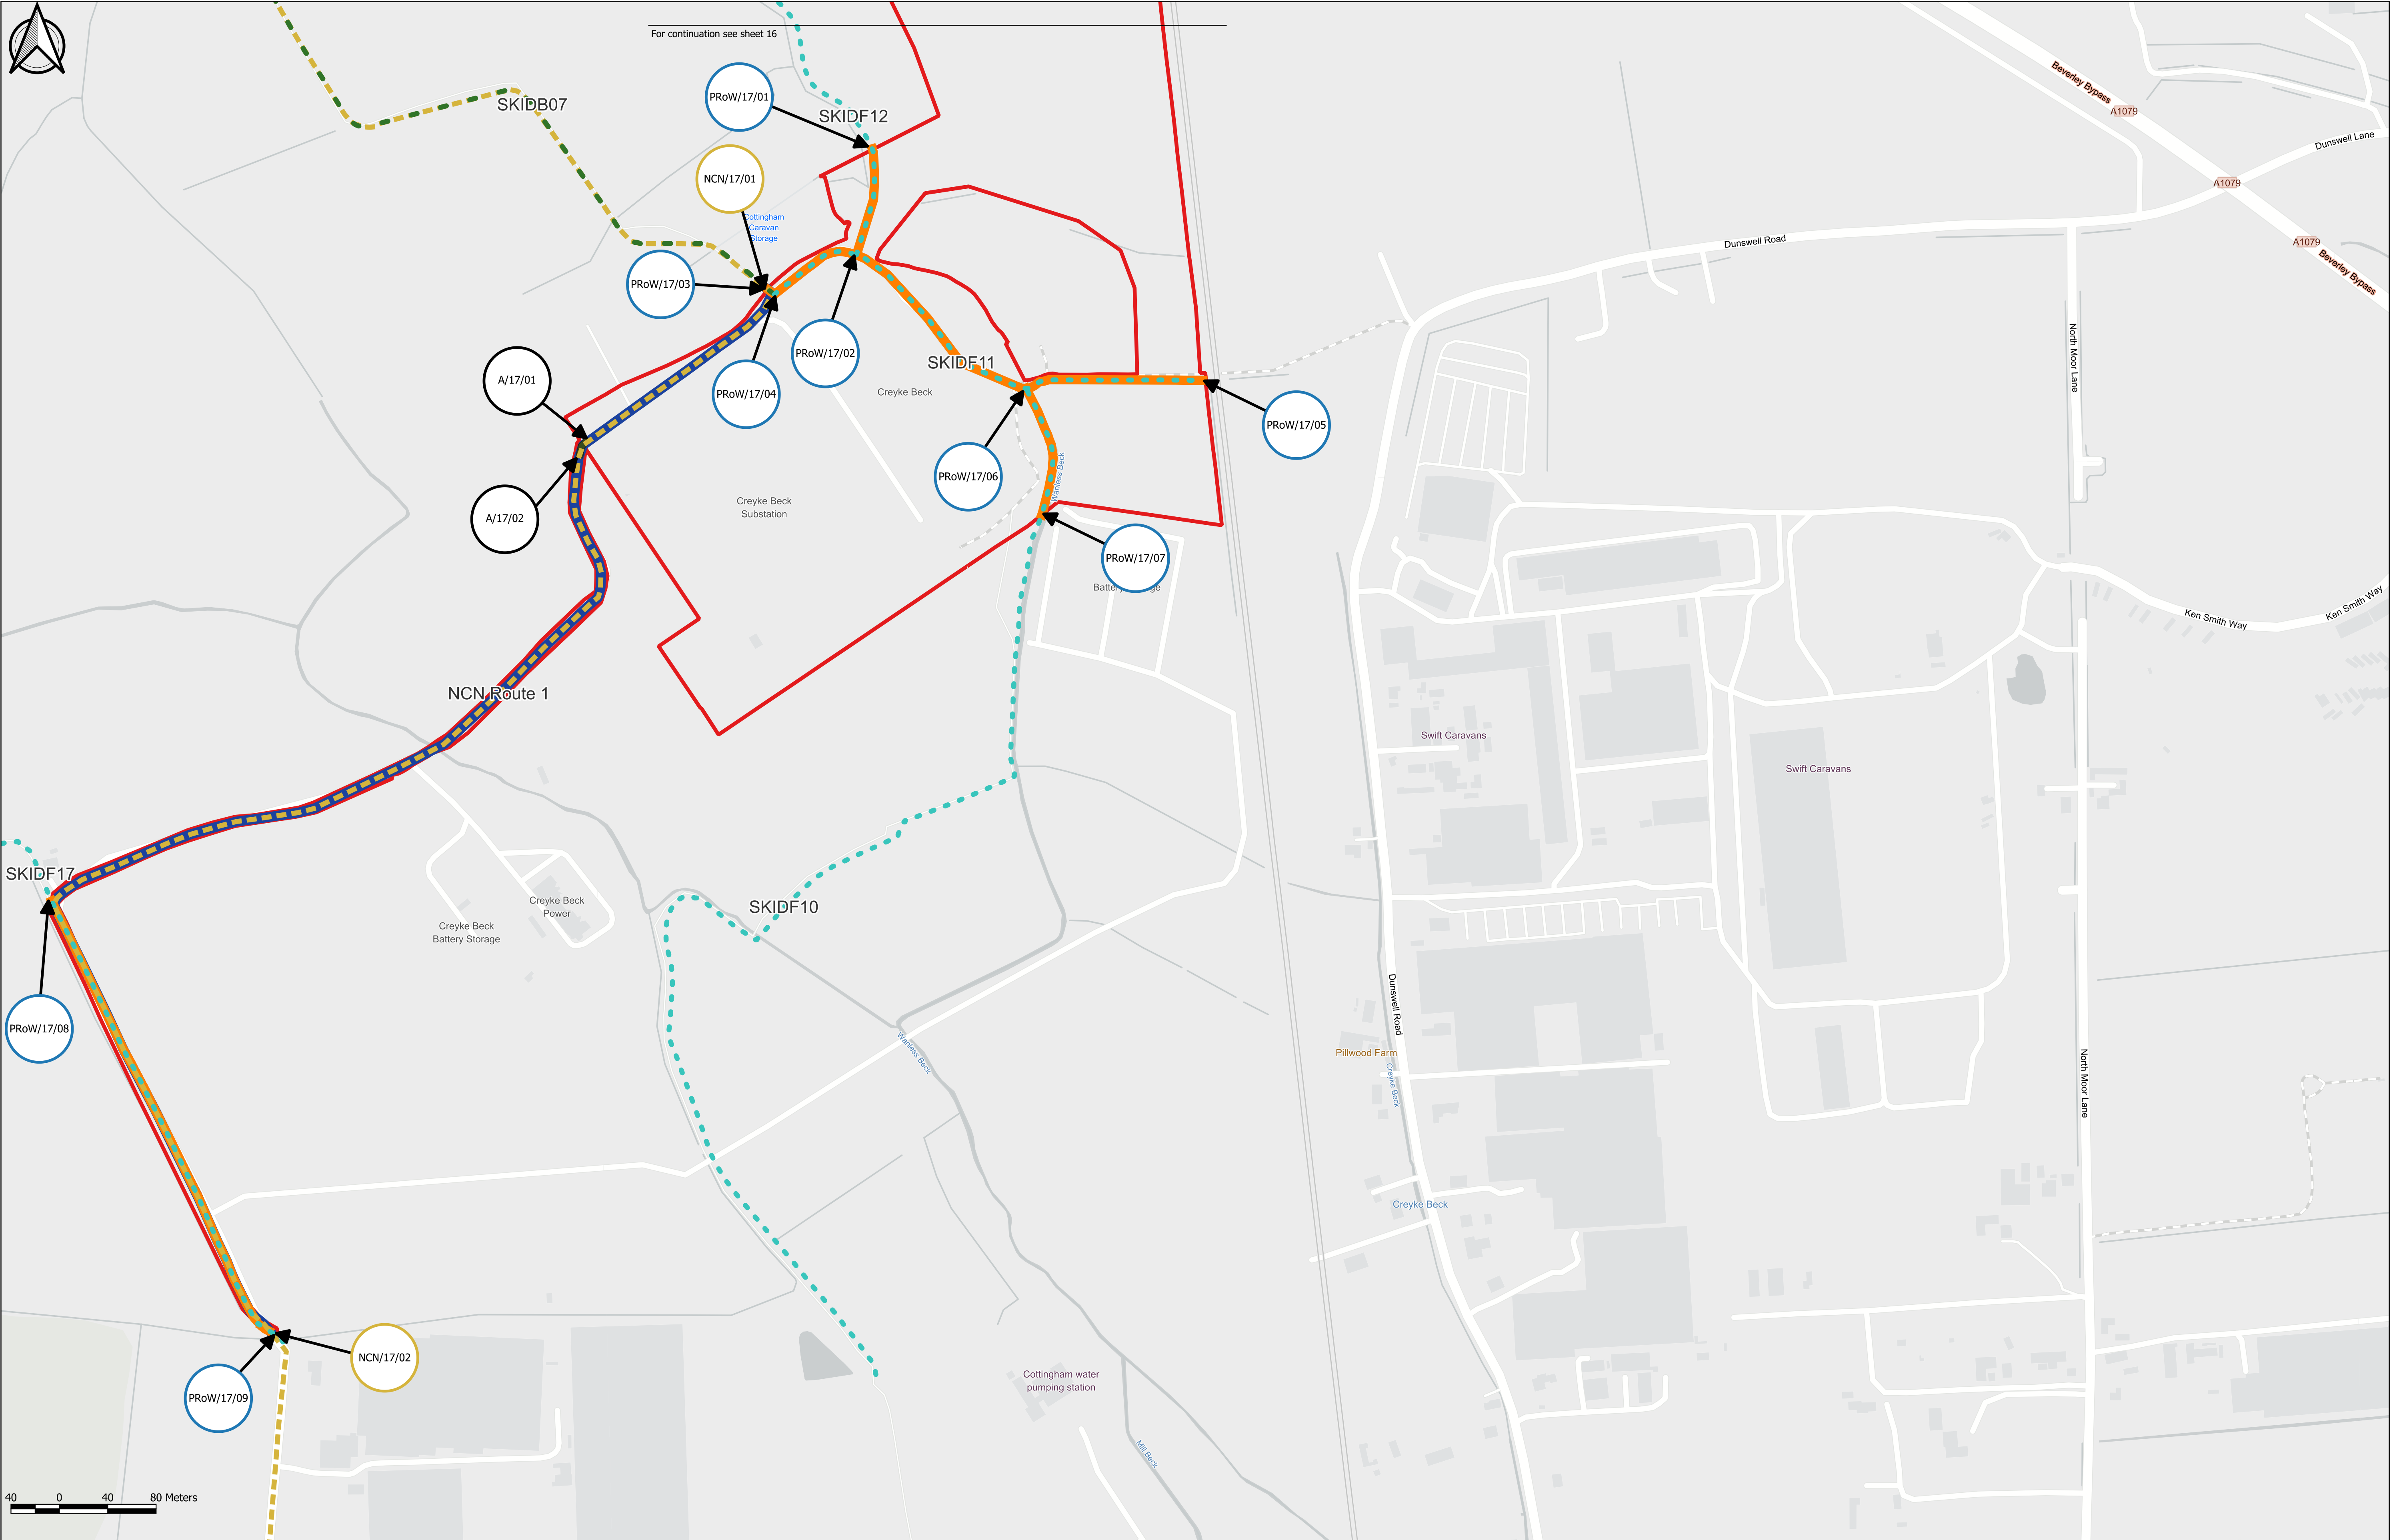 For continuation see sheet 16
Beverley Bypass
A1079
Dunswell Lane
PRoW/17/01
SKIDB07
SKIDF12
NCN/17/01
Cottingham
Caravan
Storage
A1079
Dunswell Road
A1079
Beverley Bypass
PRoW/17/03
PRoW/17/02
North Moor Lane
SKIDF11
A/17/01
PRoW/17/04
Creyke Beck
PRoW/17/05
PRoW/17/06
Wanless Beck
Creyke Beck
Substation
A/17/02
PRoW/17/07
Ken Smith Way
Ken Smith Way
NCN Route 1
Swift Caravans
Swift Caravans
SKIDF17
Creyke Beck
Power
SKIDF10
Creyke Beck
Battery Storage
Dunswell Road
PRoW/17/08
Wanless Beck
Pillwood Farm
Creyke Beck
North Moor Lane
Creyke Beck
NCN/17/02
PRoW/17/09
Cottingham water
pumping station
Mill Beck
40 0 40 80 Meters